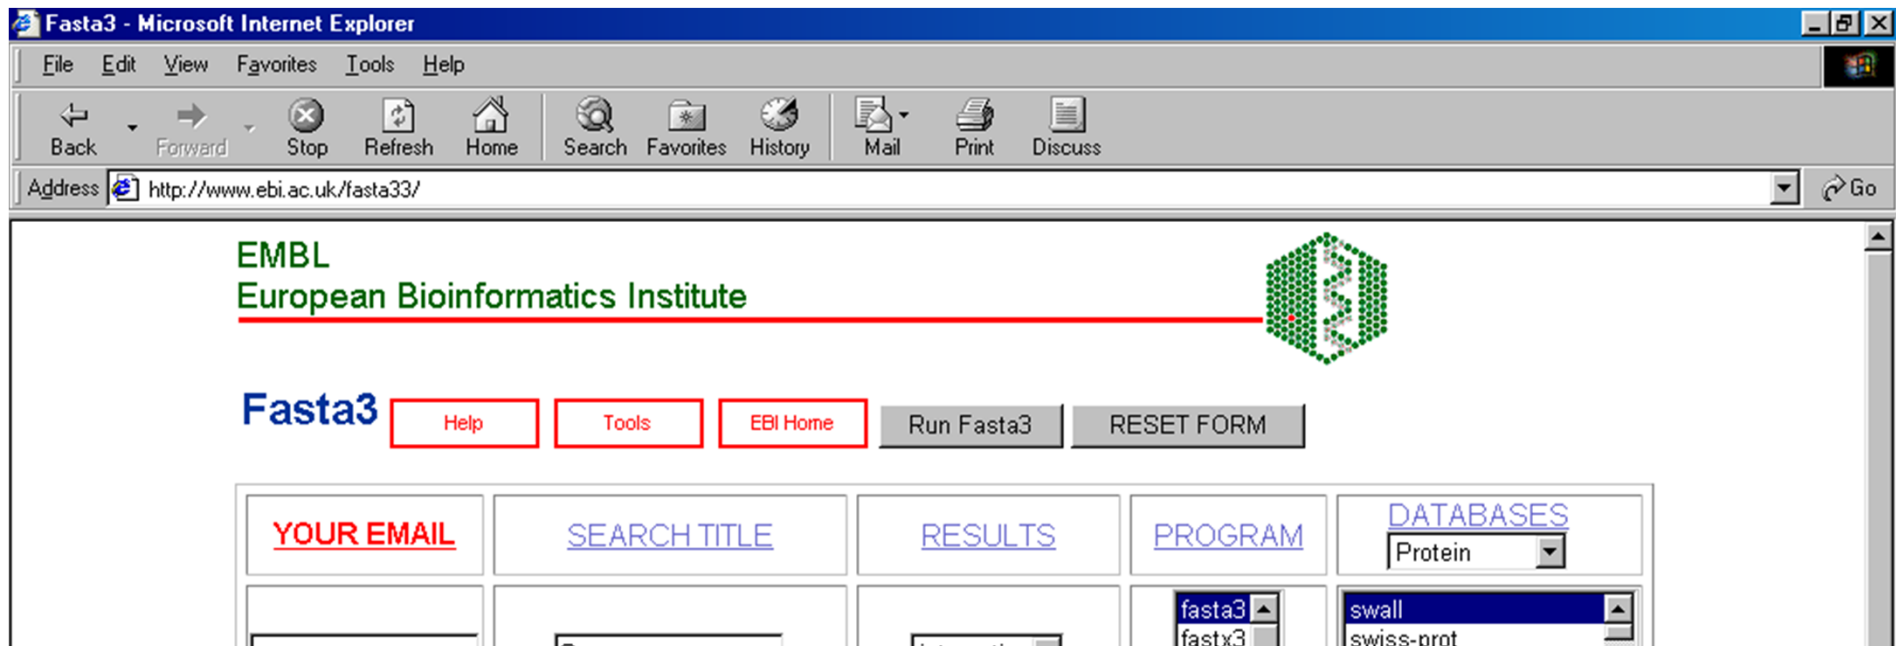 Fasta3 - Microsoft Internet Explorer
File Edit View Favorites Tools Help
Back Forward Stop Refresh Home Search Favorites History Mail Print Discuss
Address http://www.ebi.ac.uk/fasta33/ Go
EMBL
European Bioinformatics Institute
Fasta3 Help Tools EBI Home Run Fasta3 RESET FORM
YOUR EMAIL SEARCH TITLE RESULTS PROGRAM DATABASES
Protein
fasta3 swall
fastx3 swiss-prot